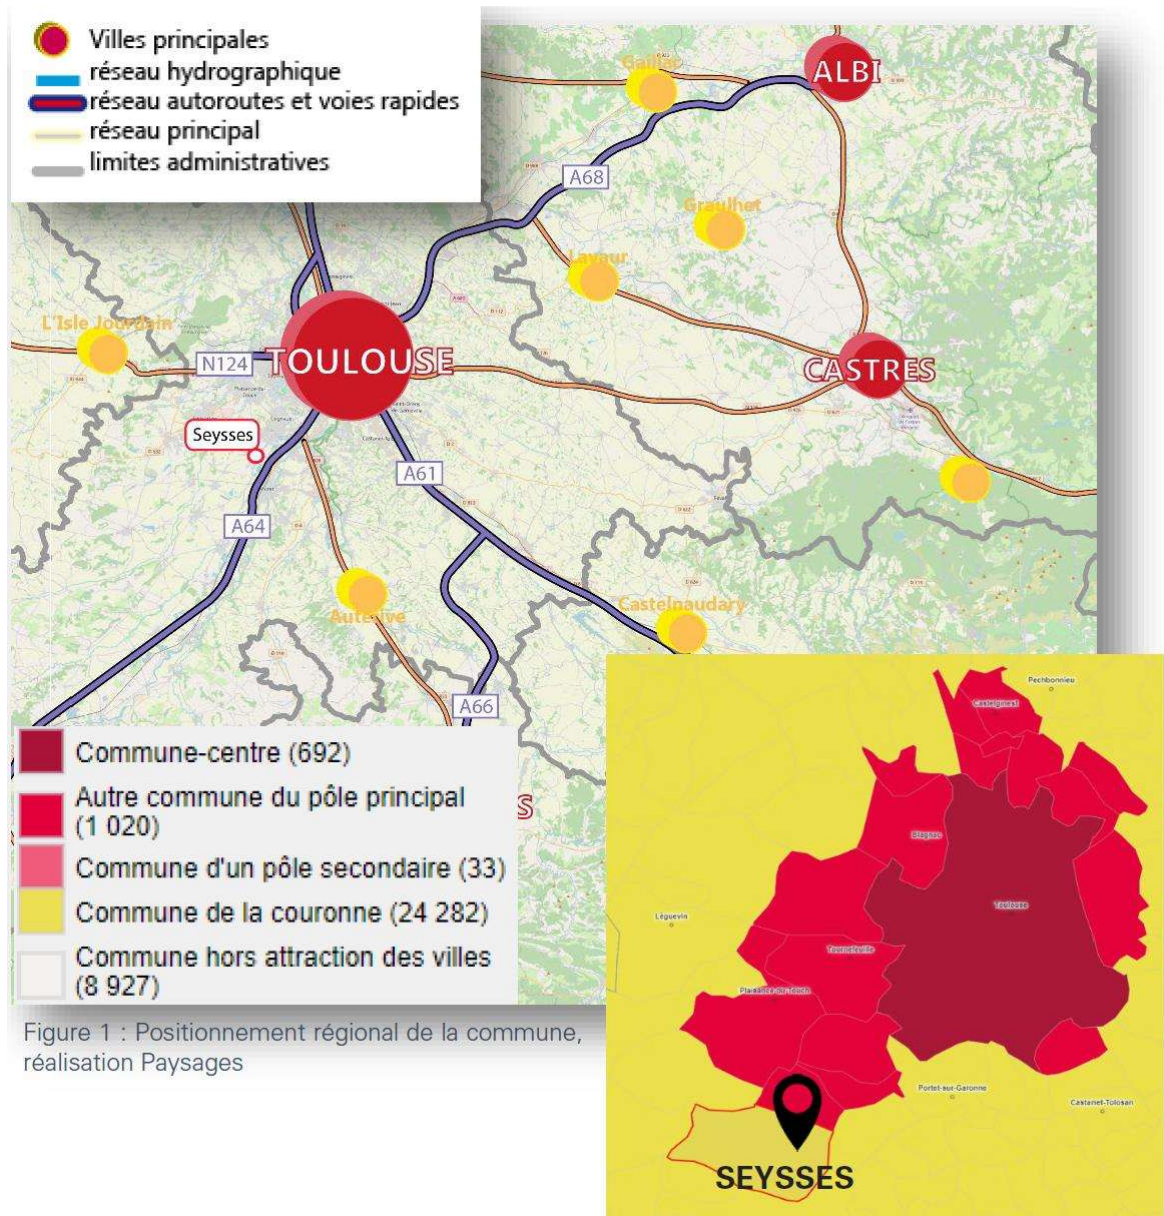 Villes principales
réseau hydrographique
réseau autoroutes et voies rapides
réseau principal
limites administratives
ALBI
Gaillac
A68
Graulhet
Lavaur
L'Isle Jourdain
N124
TOULOUSE
CASTRES
Seysses
A61
A64
Auterive
Castelnaudary
A66
Commune-centre (692)
Autre commune du pôle principal
(1 020)
Commune d'un pôle secondaire (33)
Commune de la couronne (24 282)
Commune hors attraction des villes
(8 927)
S
Figure 1 : Positionnement régional de la commune,
réalisation Paysages
Pechbonnieu
Castelginest
Blagnac
Toulouse
Léguevin
Tournefeuille
Plaisance-du-Touch
Portet-sur-Garonne
Castanet-Tolosan
SEYSSES